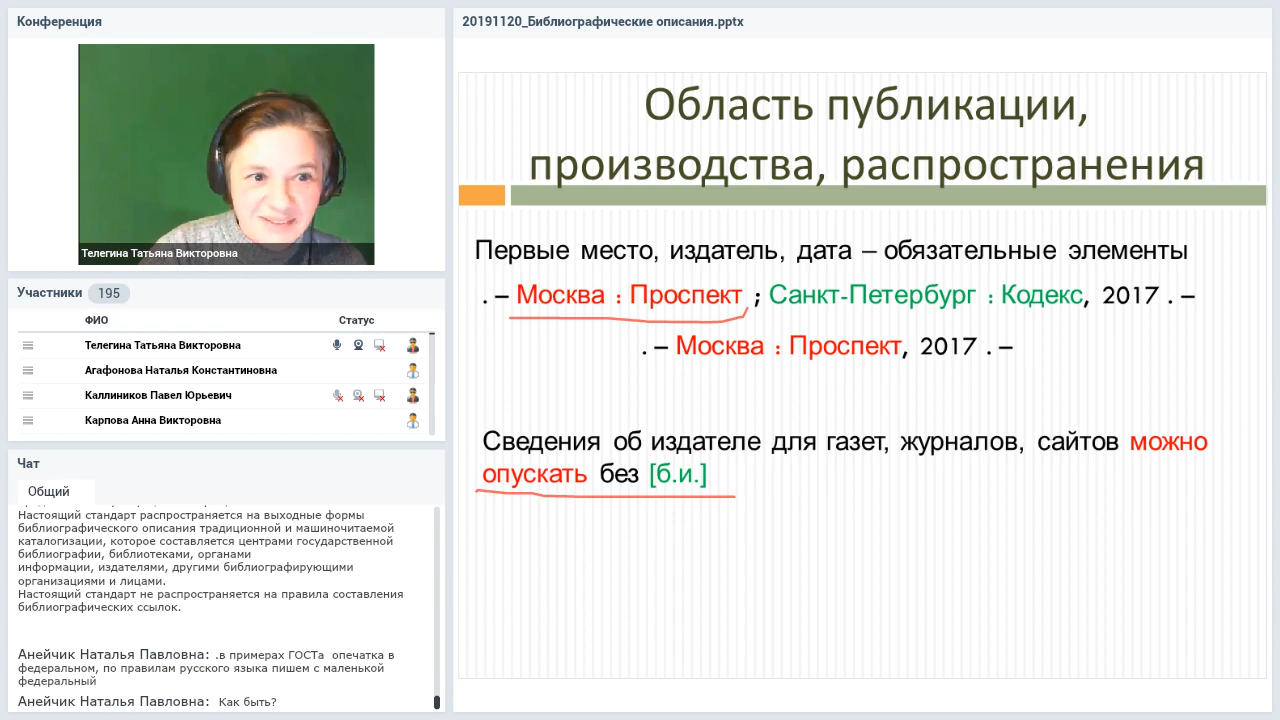 Конференция
Телегина Татьяна Викторовна
Участники 195
ФИО Статус
Телегина Татьяна Викторовна
Агафонова Наталья Константиновна
Каллиников Павел Юрьевич
Карпова Анна Викторовна
Чат
Общий
Настоящий стандарт распространяется на выходные формы
библиографического описания традиционной и машиночитаемой
каталогизации, которое составляется центрами государственной
библиографии, библиотеками, органами
информации, издателями, другими библиографирующими
организациями и лицами.
Настоящий стандарт не распространяется на правила составления
библиографических ссылок.
Анейчик Наталья Павловна: .в примерах ГОСТа опечатка в
федеральном, по правилам русского языка пишем с маленькой
федеральный
Анейчик Наталья Павловна: Как быть?
20191120_Библиографические описания.pptx
Область публикации,
производства, распространения
Первые место, издатель, дата – обязательные элементы
. – Москва : Проспект ; Санкт-Петербург : Кодекс, 2017 . –
. – Москва : Проспект, 2017 . –
Сведения об издателе для газет, журналов, сайтов можно
опускать без [б.и.]